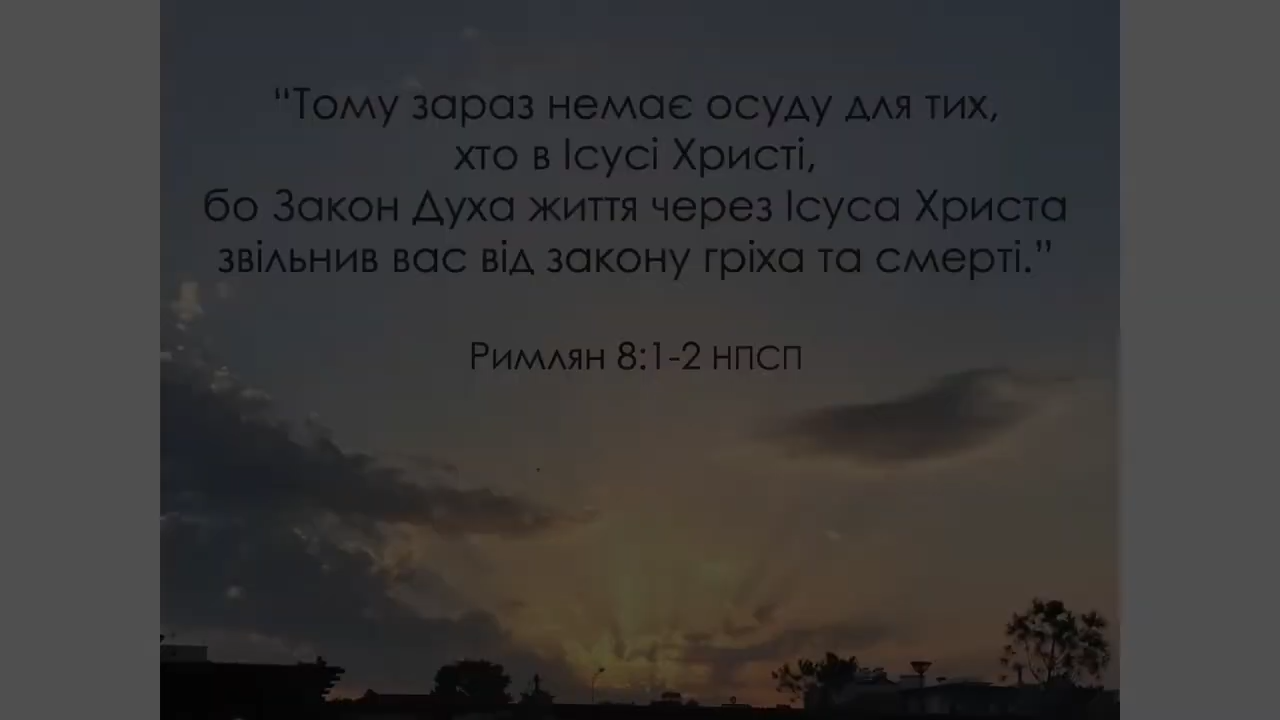 “Тому зараз немає осуду для тих,
хто в Ісусі Христі,
бо Закон Духа життя через Ісуса Христа
звільнив вас від закону гріха та смерті.”
Римлян 8:1-2 НПСП